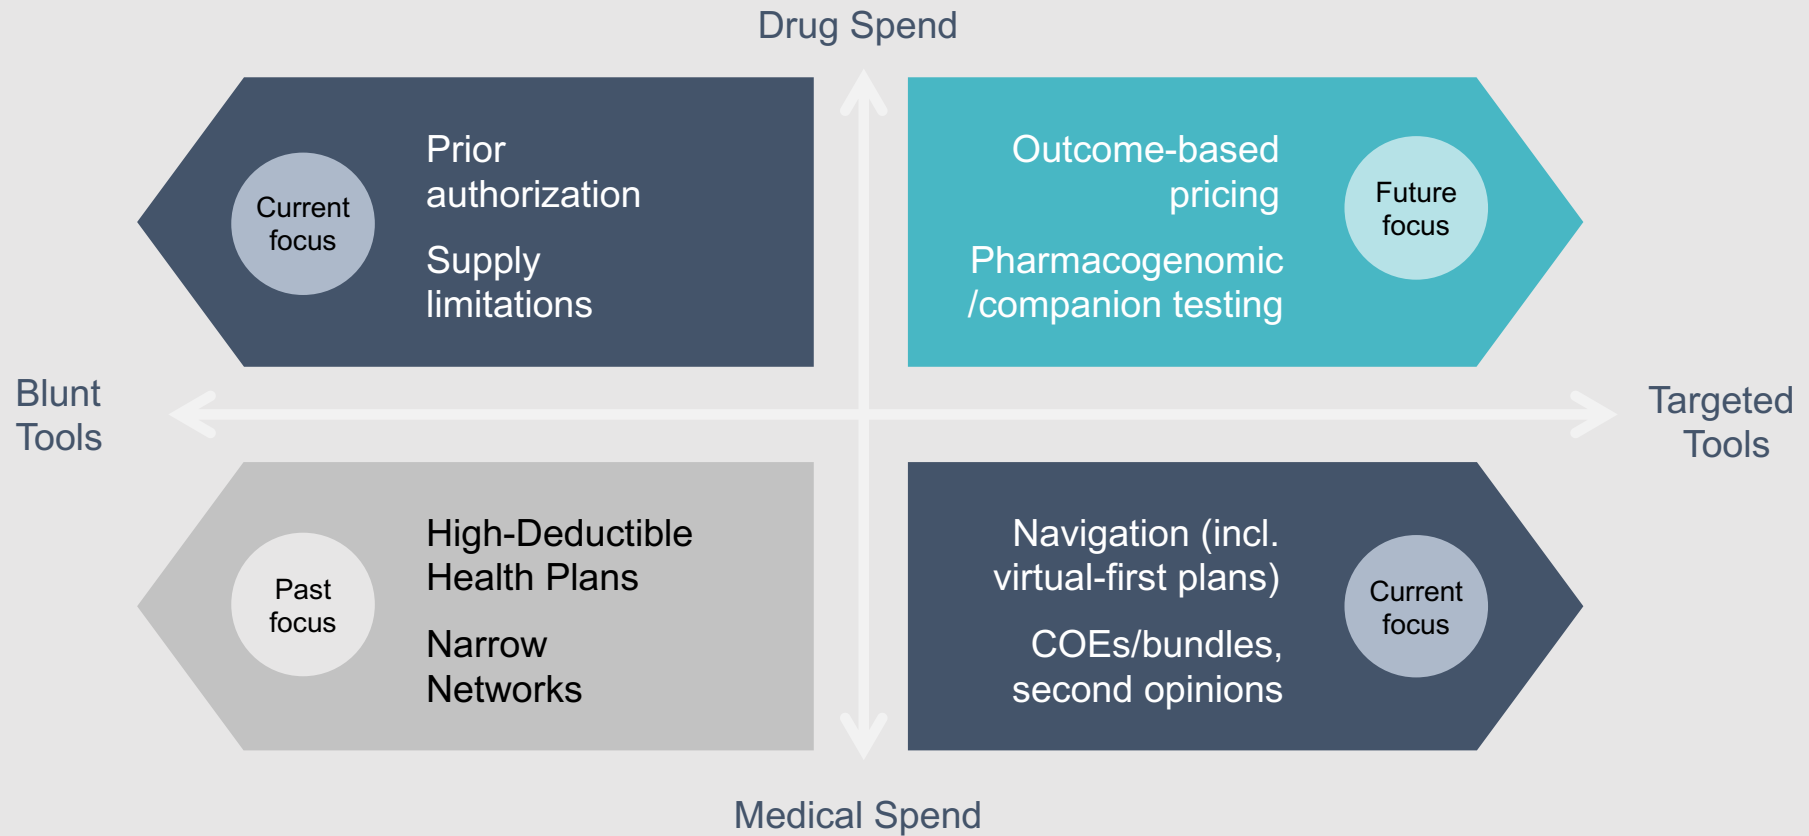 Drug Spend
Current
focus
Prior
authorization
Supply
limitations
Outcome-based
pricing
Pharmacogenomic
/companion testing
Future
focus
Blunt
Tools
Targeted
Tools
Past
focus
High-Deductible
Health Plans
Narrow
Networks
Navigation (incl.
virtual-first plans)
COEs/bundles,
second opinions
Current
focus
Medical Spend